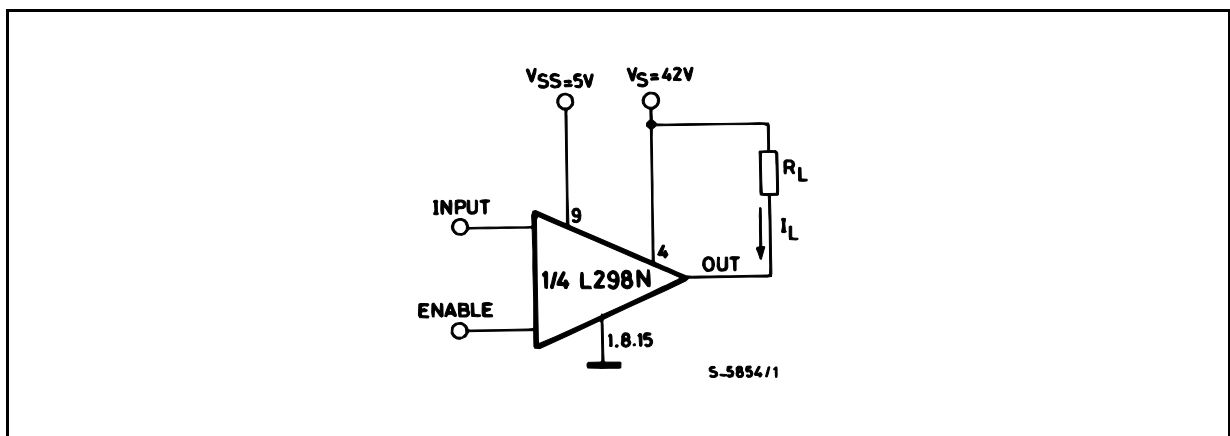 VSS=5V
VS=42V
RL
INPUT
9
IL
4
OUT
1/4 L298N
ENABLE
1.8.15
S-5854/1